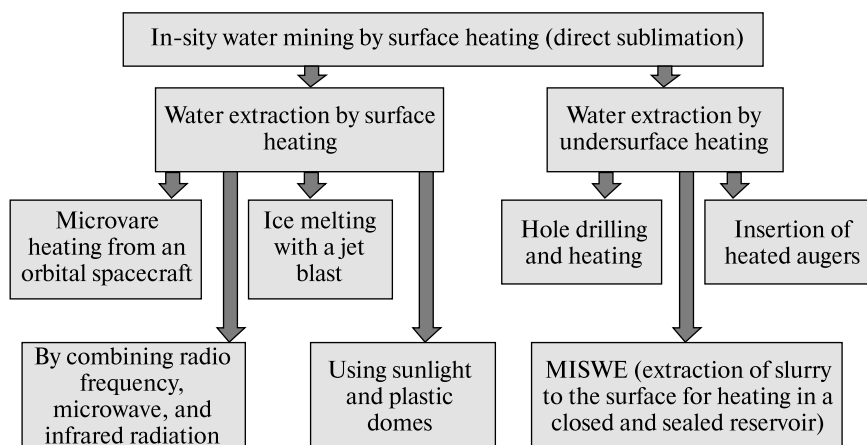 In-sity water mining by surface heating (direct sublimation)
Water extraction by surface
heating
Water extraction by
undersurface heating
Microvare
heating from an
orbital spacecraft
Ice melting
with a jet
blast
Hole drilling
and heating
Insertion of
heated augers
By combining radio
frequency,
microwave, and
infrared radiation
Using sunlight
and plastic
domes
MISWE (extraction of slurry
to the surface for heating in a
closed and sealed reservoir)